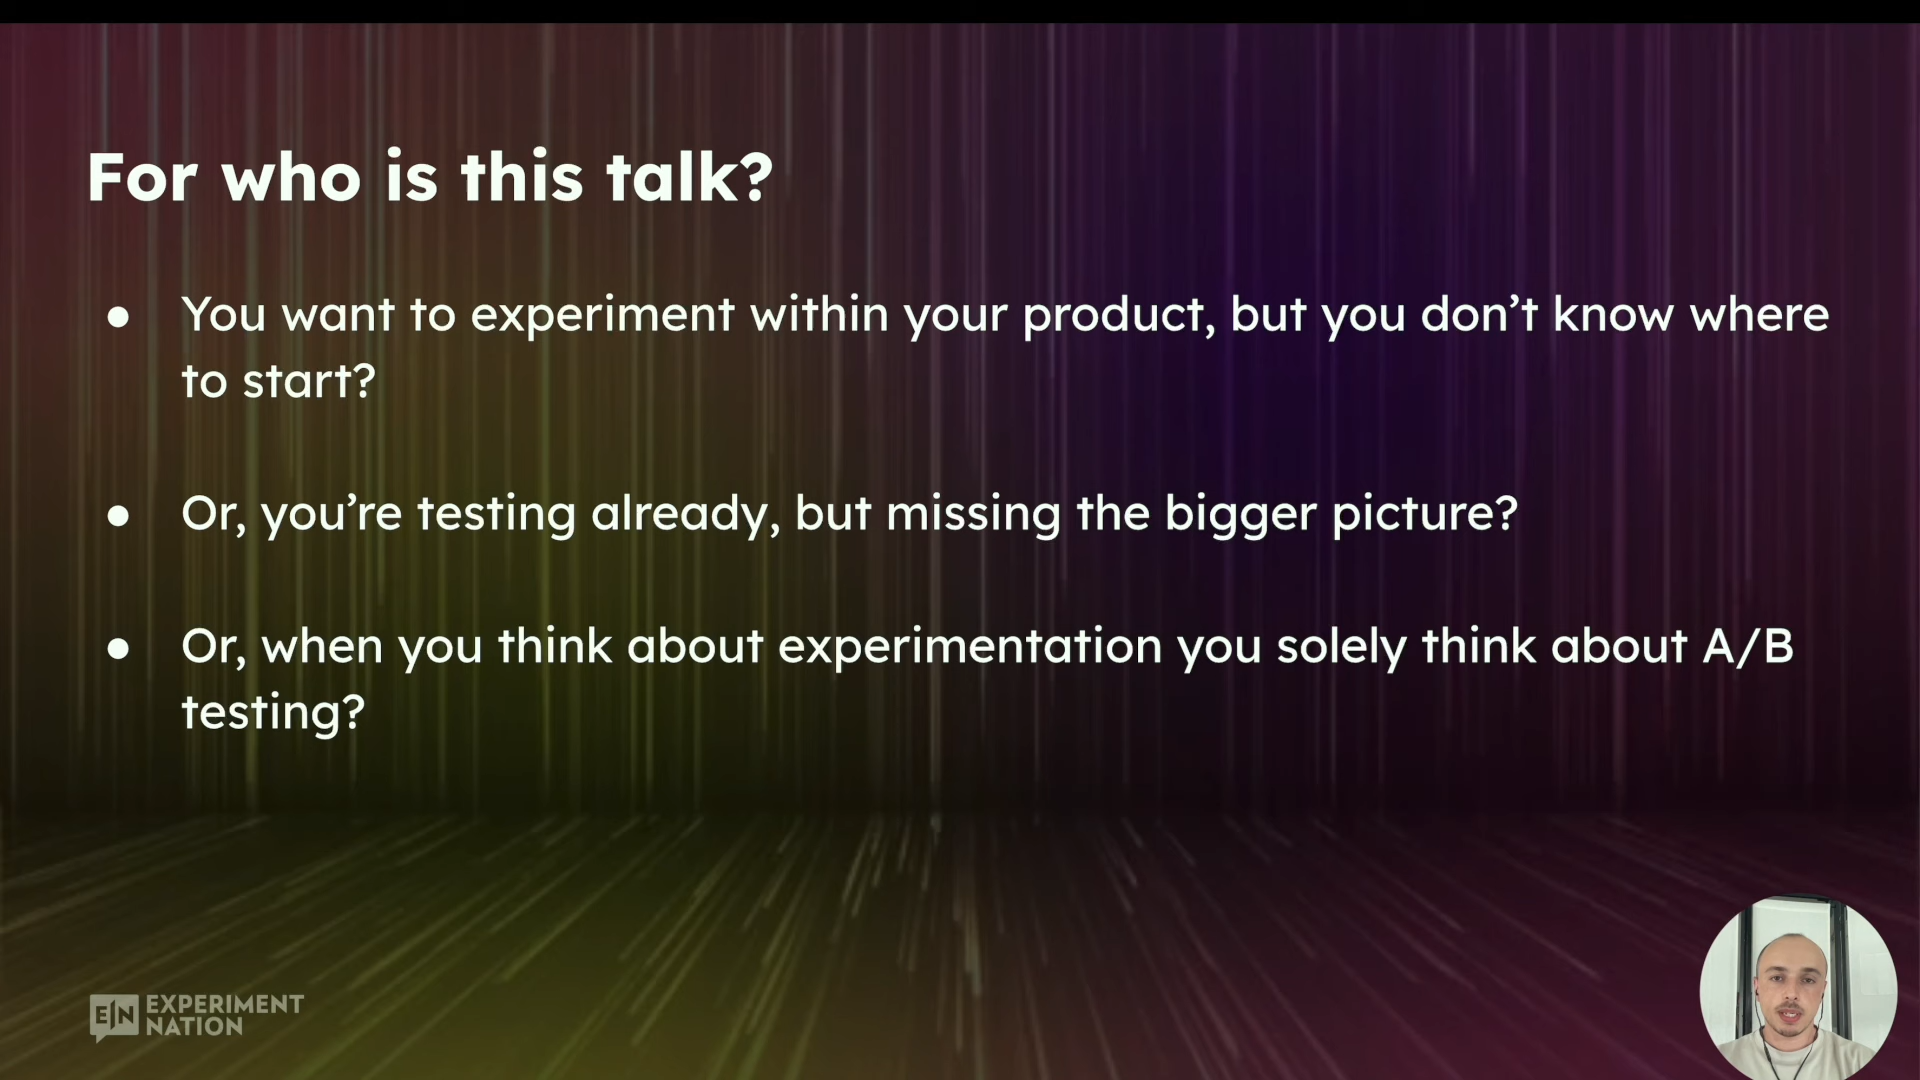 For who is this talk?
● You want to experiment within your product, but you don’t know where
to start?
● Or, you’re testing already, but missing the bigger picture?
● Or, when you think about experimentation you solely think about A/B
testing?
EN EXPERIMENT
NATION